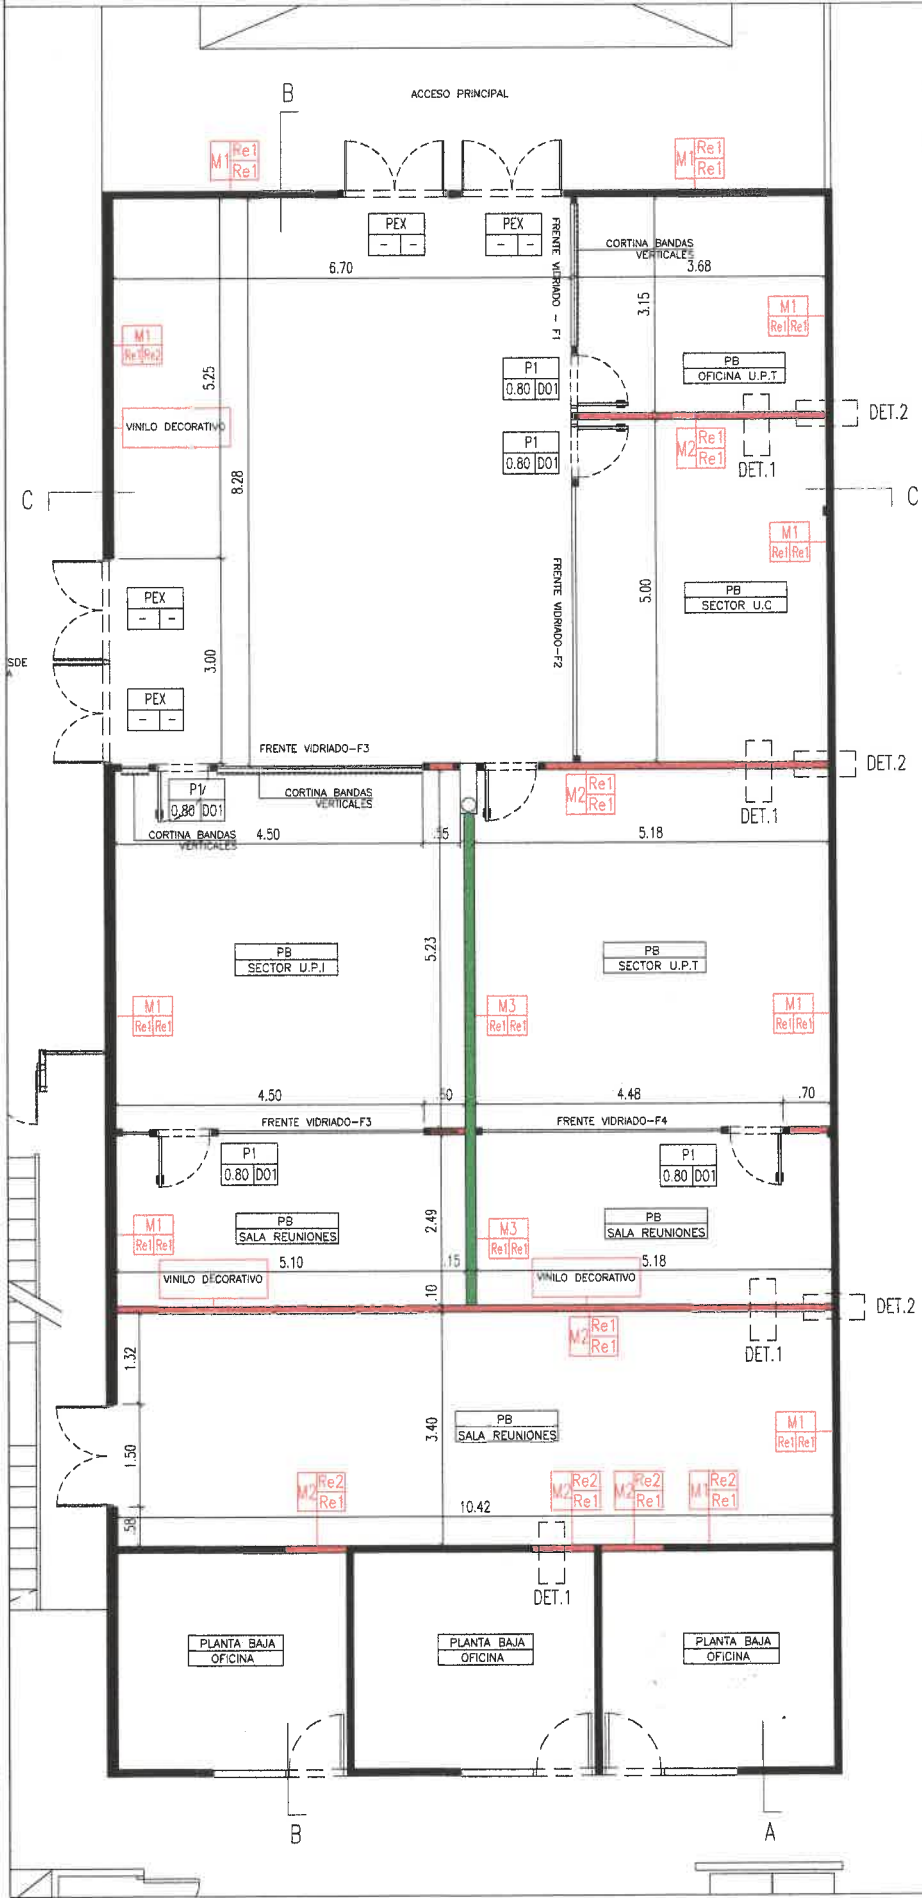 B
ACCESO PRINCIPAL
M1 Re1
Re1
M1 Re1
Re1
PEX
- -
PEX
- -
FRENTE VIDRIADO - F1
CORTINA BANDAS
VERTICALES
6.70
3.68
3.15
M1
Re1 Re2
M1
Re1 Re1
5.25
P1
0.80 D01
PB
OFICINA U.P.T
VINILO DECORATIVO
DET.2
P1
0.80 D01
M2 Re1
Re1
DET.1
8.28
C
C
M1
Re1 Re1
FRENTE VIDRIADO-F2
5.00
PEX
- -
PB
SECTOR U.C
3.00
SDE
A
PEX
- -
FRENTE VIDRIADO-F3
DET.2
P1
0.80 D01
CORTINA BANDAS
VERTICALES
M2 Re1
Re1
DET.1
CORTINA BANDAS
VERTICALES
4.50
.55
5.18
5.23
PB
SECTOR U.P.I
PB
SECTOR U.P.T
M1
Re1 Re1
M3
Re1 Re1
M1
Re1 Re1
4.50
.60
4.48
.70
FRENTE VIDRIADO-F3
FRENTE VIDRIADO-F4
P1
0.80 D01
P1
0.80 D01
M1
Re1 Re1
PB
SALA REUNIONES
2.49
M3
Re1 Re1
PB
SALA REUNIONES
5.10
.15
5.18
VINILO DECORATIVO
VINILO DECORATIVO
.10
DET.2
M2 Re1
Re1
DET.1
1.32
PB
SALA REUNIONES
3.40
M1
Re1 Re1
1.50
M2 Re2
Re1
M2 Re2
Re1
M2 Re2
Re1
M1 Re2
Re1
10.42
.58
DET.1
PLANTA BAJA
OFICINA
PLANTA BAJA
OFICINA
PLANTA BAJA
OFICINA
B
A